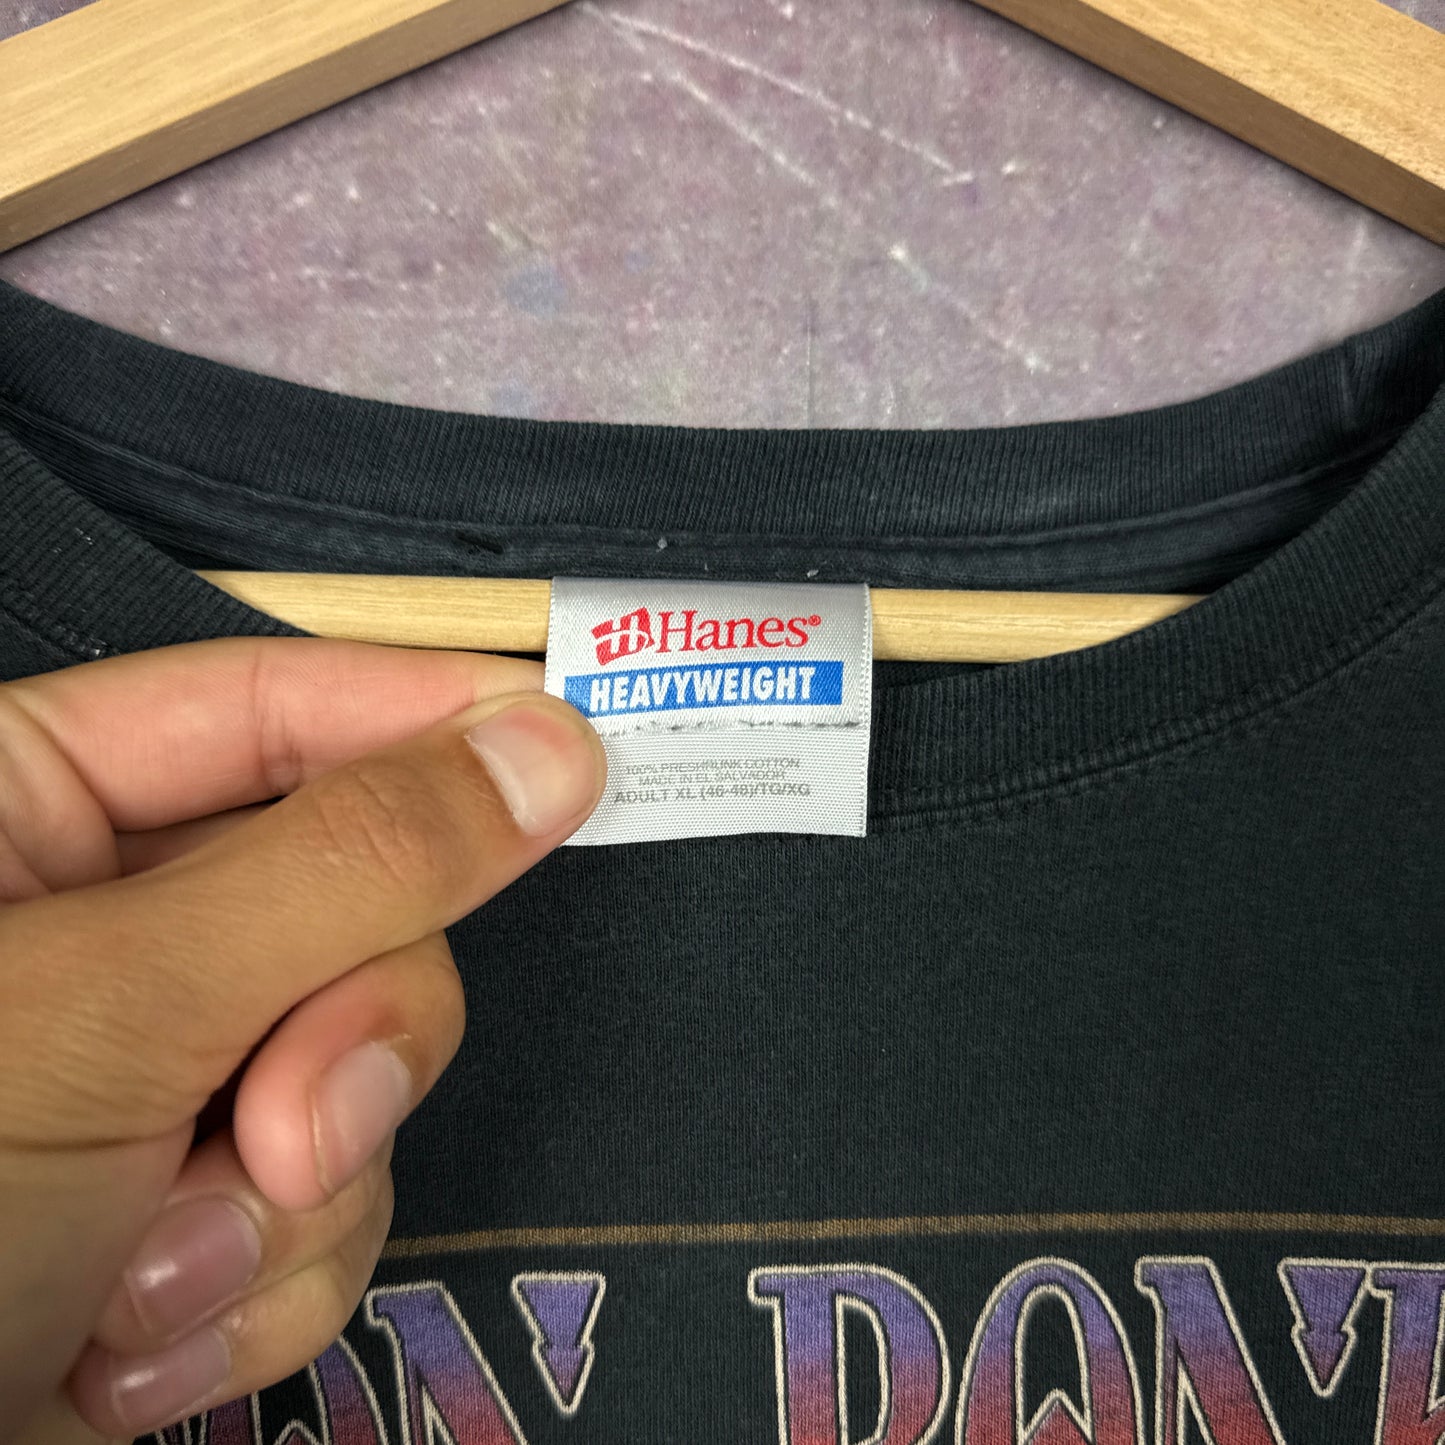 Hanes®
HEAVYWEIGHT
100% PRESHRUNK COTTON
MADE IN EL SALVADOR
ADULT XL (46-48)/TG/XG